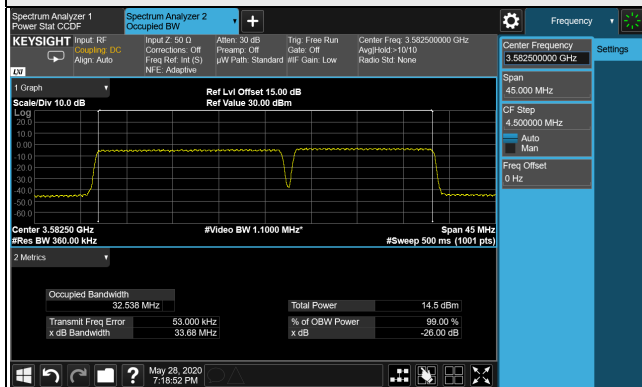 Spectrum Analyzer 1
Power Stat CCDF
Spectrum Analyzer 2
Occupied BW
Frequency
KEYSIGHT
LXI
Input: RF
Coupling: DC
Align: Auto
Input Z: 50 Ω
Corrections: Off
Freq Ref: Int (S)
NFE: Adaptive
Atten: 30 dB
Preamp: Off
µW Path: Standard
Trig: Free Run
Gate: Off
#IF Gain: Low
Center Freq: 3.582500000 GHz
Avg|Hold:>10/10
Radio Std: None
Center Frequency
3.582500000 GHz
Settings
Span
45.000 MHz
CF Step
4.500000 MHz
Auto
Man
Freq Offset
0 Hz
1 Graph
Scale/Div 10.0 dB
Ref Lvl Offset 15.00 dB
Ref Value 30.00 dBm
Log
20.0
10.0
0.00
-10.0
-20.0
-30.0
-40.0
-50.0
-60.0
Center 3.58250 GHz
#Res BW 360.00 kHz
#Video BW 1.1000 MHz*
Span 45 MHz
#Sweep 500 ms (1001 pts)
2 Metrics
Occupied Bandwidth
32.538 MHz
Transmit Freq Error 53.000 kHz
x dB Bandwidth 33.68 MHz
Total Power 14.5 dBm
% of OBW Power 99.00 %
x dB -26.00 dB
?
May 28, 2020
7:18:52 PM